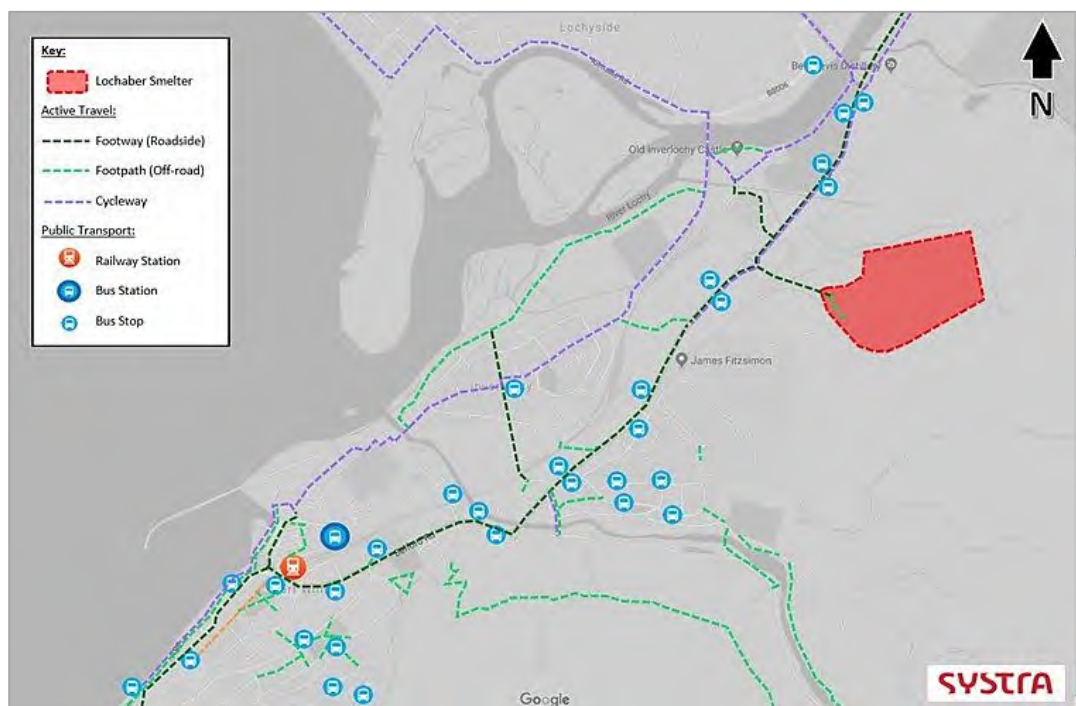 Key:
Lochaber Smelter
Active Travel:
Footway (Roadside)
Footpath (Off-road)
Cycleway
Public Transport:
Railway Station
Bus Station
Bus Stop
Lochyside
N
B8006
Old Inverlochy Castle
River Lochy
James Fitzsimon
Google
SYSTRA